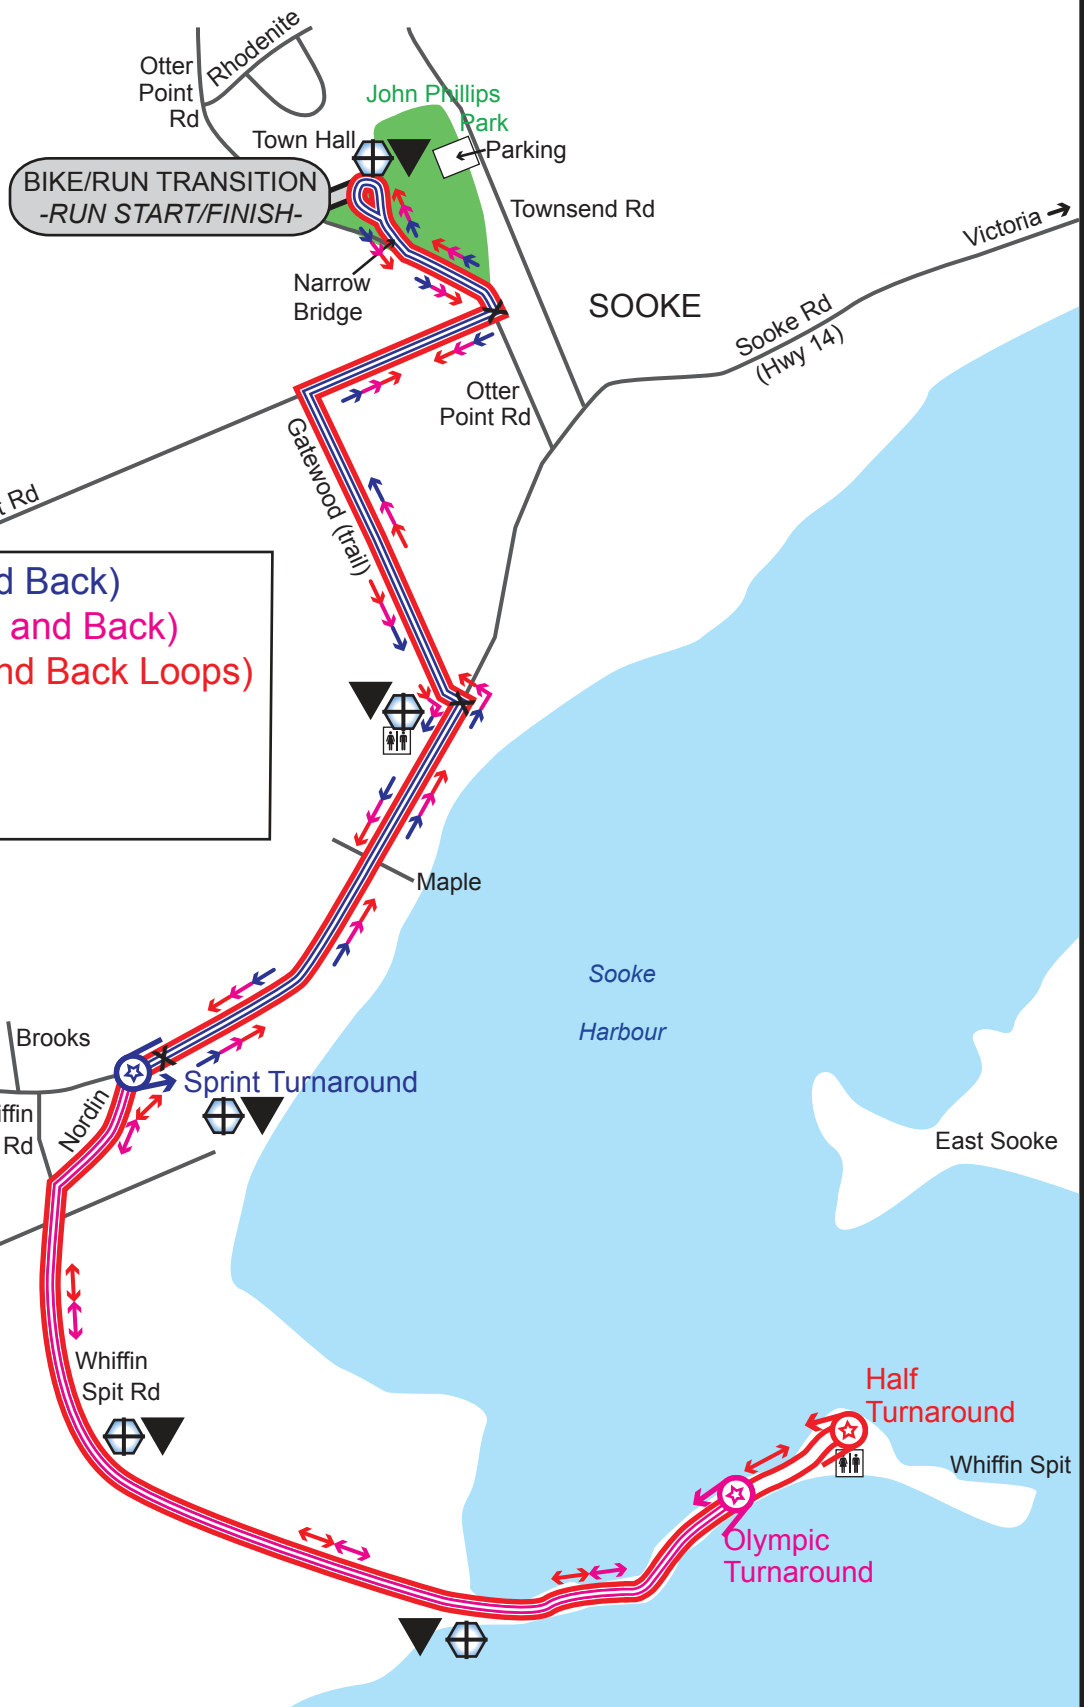 Rhodenite
Otter
Point
Rd
John Phillips
Park
Town Hall
Parking
BIKE/RUN TRANSITION
-RUN START/FINISH-
Townsend Rd
Victoria
Narrow
Bridge
SOOKE
Sooke Rd
(Hwy 14)
Otter
Point Rd
Gatewood (trail)
t Rd
d Back)
and Back)
nd Back Loops)
Maple
Sooke
Harbour
Brooks
Sprint Turnaround
Nordin
iffin
Rd
East Sooke
Whiffin
Spit Rd
Half
Turnaround
Whiffin Spit
Olympic
Turnaround